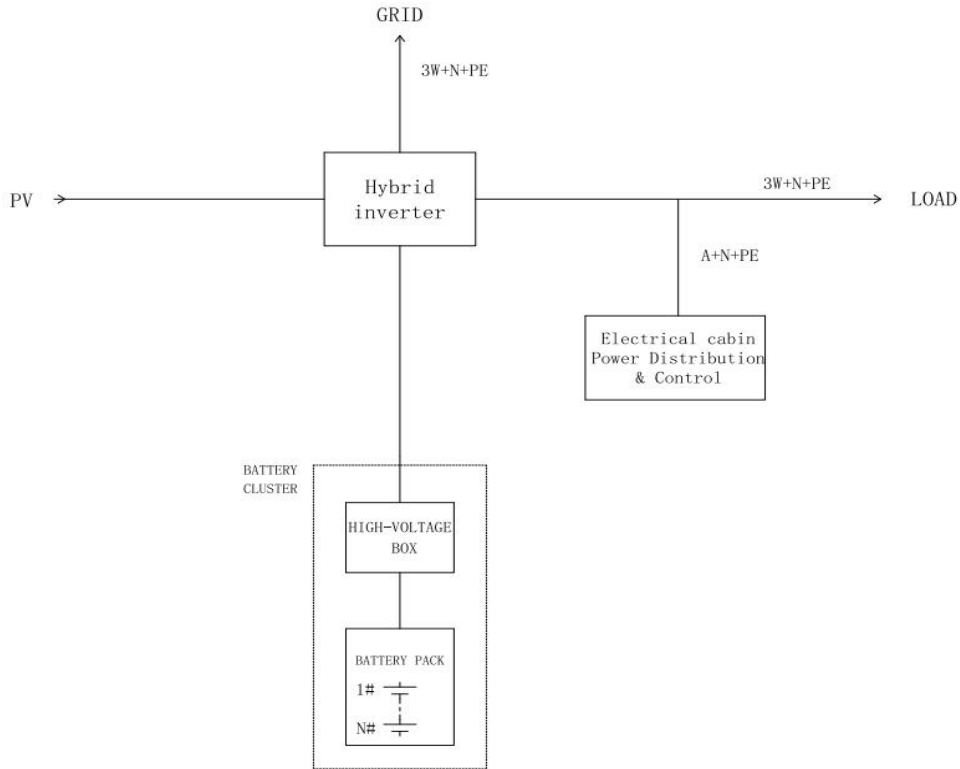 GRID
3W+N+PE
Hybrid
inverter
PV
3W+N+PE
LOAD
A+N+PE
Electrical cabin
Power Distribution
& Control
BATTERY
CLUSTER
HIGH-VOLTAGE
BOX
BATTERY PACK
1#
N#